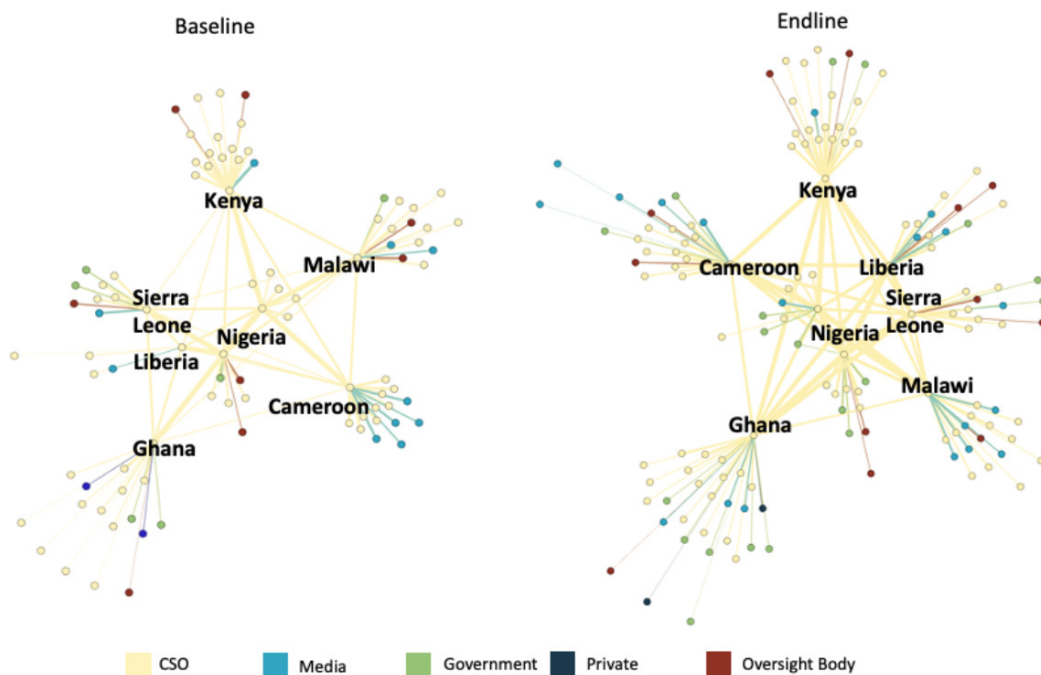 Baseline
Endline
Kenya
Malawi
Sierra
Leone
Liberia
Nigeria
Cameroon
Ghana
Kenya
Cameroon
Liberia
Sierra
Leone
Nigeria
Malawi
Ghana
CSO
Media
Government
Private
Oversight Body